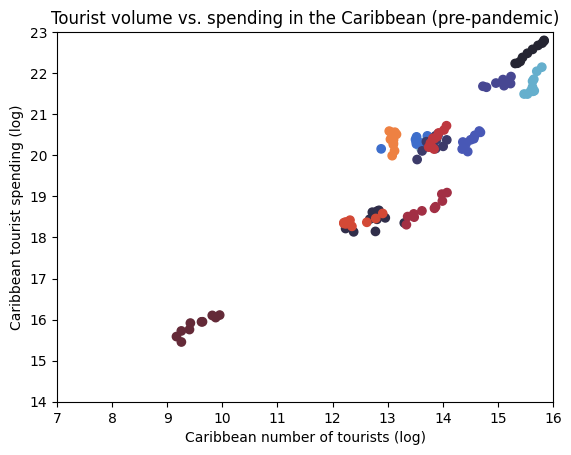 Tourist volume vs. spending in the Caribbean (pre-pandemic)
23
22
21
20
19
18
17
16
15
14
Caribbean tourist spending (log)
7 8 9 10 11 12 13 14 15 16
Caribbean number of tourists (log)